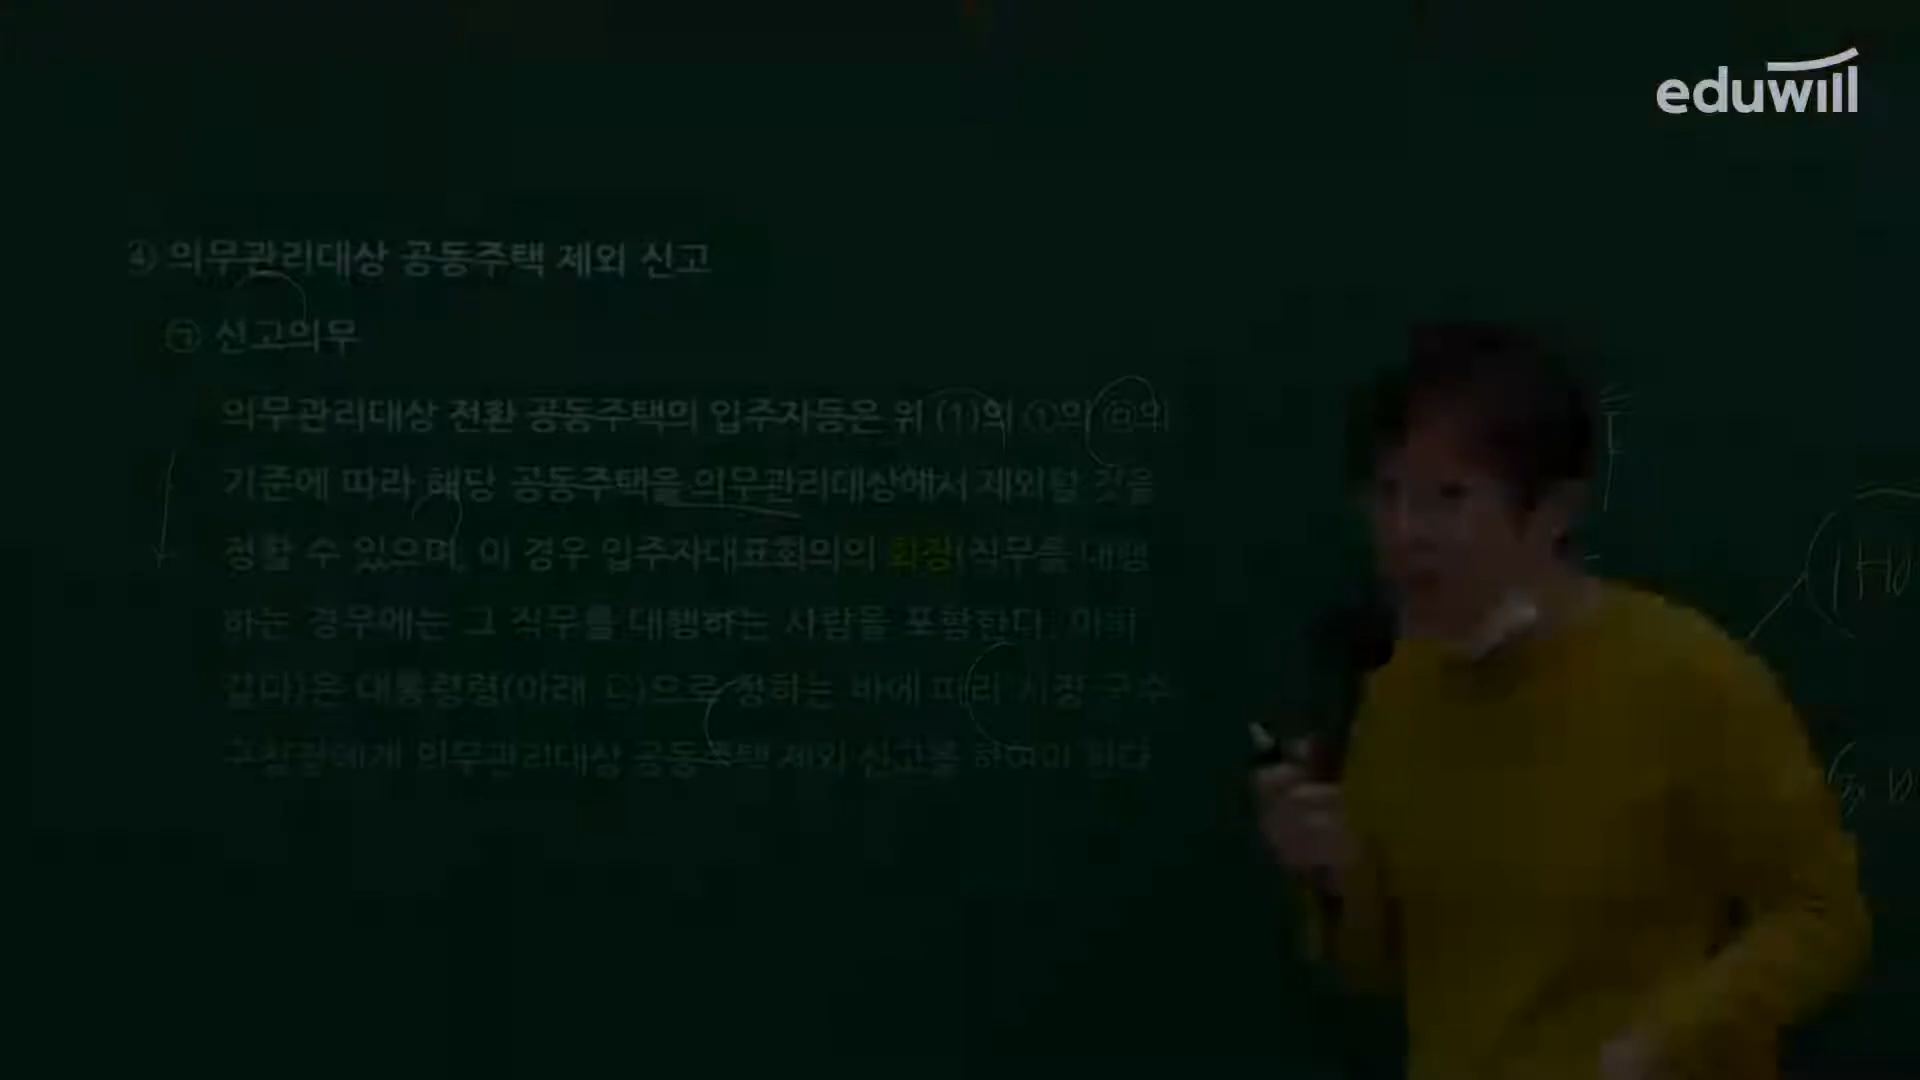 eduwill
④ 의무관리대상 공동주택 제외 신고
㉠ 신고의무
의무관리대상 전환 공동주택의 입주자등은 위 (1)의 ①의 ㉤의
기준에 따라 해당 공동주택을 의무관리대상에서 제외할 것을
정할 수 있으며, 이 경우 입주자대표회의의 회장(직무를 대행
하는 경우에는 그 직무를 대행하는 사람을 포함한다. 이하
같다)은 대통령령(아래 ㉡)으로 정하는 바에 따라 시장·군수·
구청장에게 의무관리대상 공동주택 제외 신고를 하여야 한다.